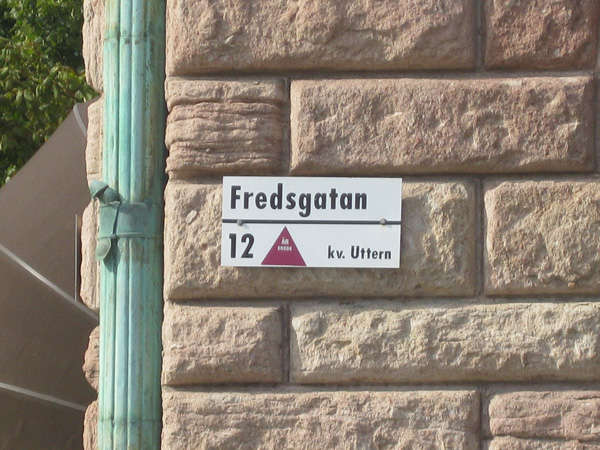 Fredsgatan
12
kv. Uttern